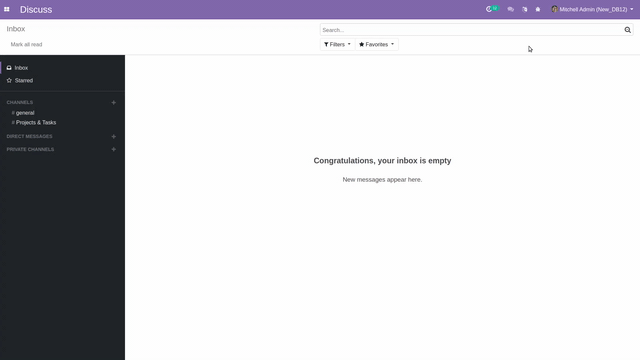 Discuss
Mitchell Admin (New_DB12)
Inbox
Search...
Mark all read
Filters
Favorites
Inbox
Starred
CHANNELS
# general
# Projects & Tasks
DIRECT MESSAGES
PRIVATE CHANNELS
Congratulations, your inbox is empty
New messages appear here.